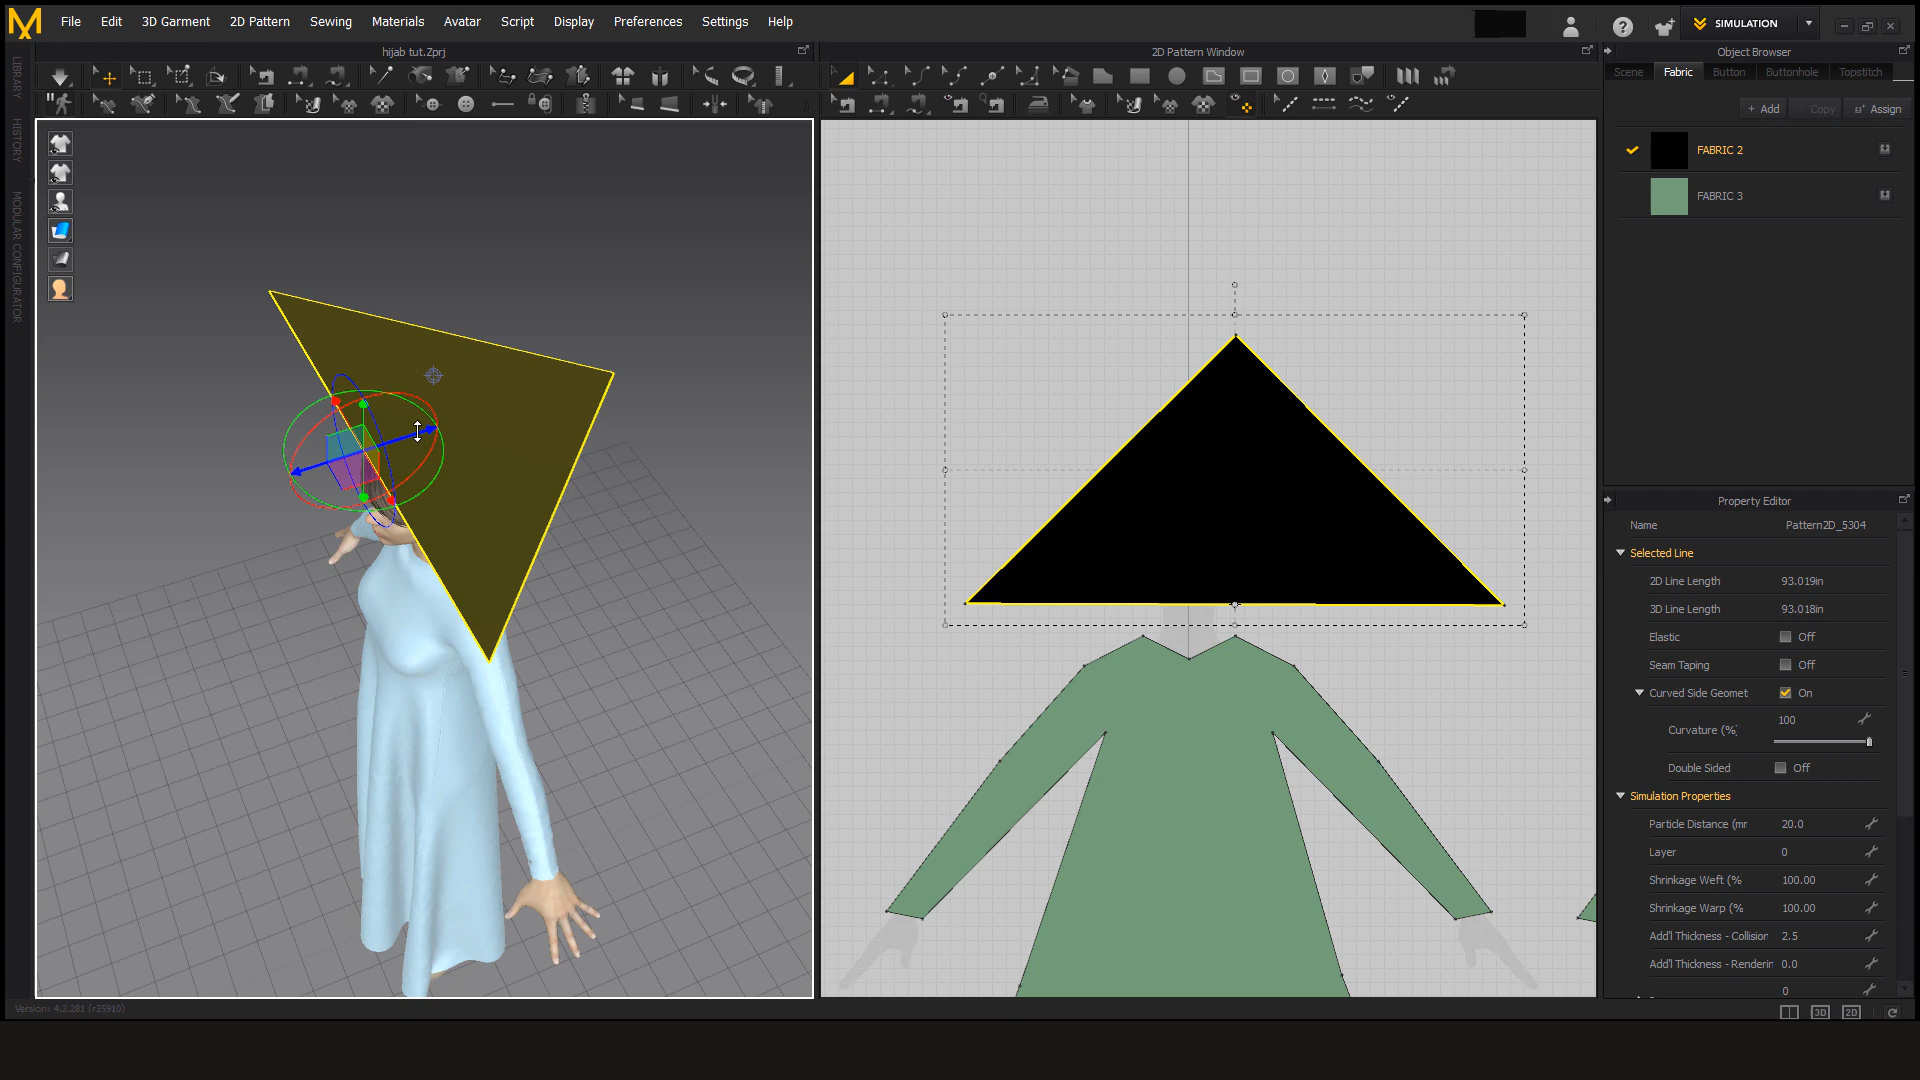 File Edit 3D Garment 2D Pattern Sewing Materials Avatar Script Display Preferences Settings Help
SIMULATION
hijab tut.Zprj
2D Pattern Window
Object Browser
LIBRARY
HISTORY
MODULAR CONFIGURATOR
Scene Fabric Button Buttonhole Topstitch
+ Add Copy Assign
FABRIC 2
FABRIC 3
Property Editor
Name Pattern2D_5304
Selected Line
2D Line Length 93.019in
3D Line Length 93.018in
Elastic Off
Seam Taping Off
Curved Side Geomet On
Curvature (%) 100
Double Sided Off
Simulation Properties
Particle Distance (mr 20.0
Layer 0
Shrinkage Weft (% 100.00
Shrinkage Warp (% 100.00
Add'l Thickness - Collision 2.5
Add'l Thickness - Renderin 0.0
0
Version: 4.2.281 (r35910)
3D 2D